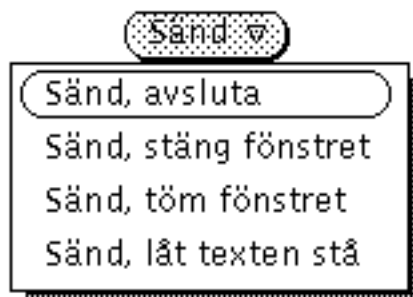 Sänd ▽
Sänd, avsluta
Sänd, stäng fönstret
Sänd, töm fönstret
Sänd, låt texten stå